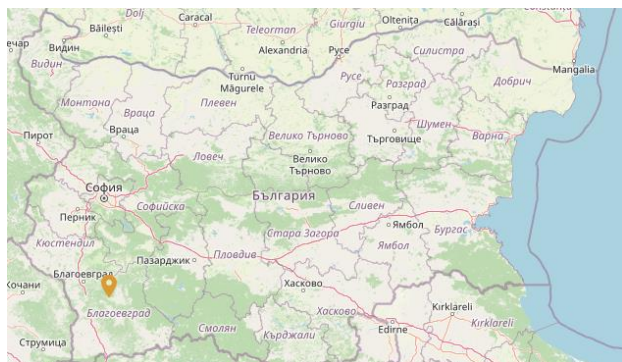 Constanța
Dolj
Caracal
Giurgiu
Oltenița
Călărași
Băilești
Teleorman
Видин
Alexandria
Русе
Силистра
Mangalia
Видин
Turnu
Măgurele
Русе
Разград
Добрич
Монтана
Враца
Плевен
Разград
Пирот
Враца
Велико Търново
Търговище
Шумен
Варна
Ловеч
Велико
Търново
София
Софийска
България
Сливен
Перник
Ямбол
Бургас
Кюстендил
Стара Загора
Пазарджик
Пловдив
Ямбол
Благоевград
Хасково
Кочани
Благоевград
Kırklareli
Смолян
Хасково
Edirne
Kırklareli
Струмица
Кърджали